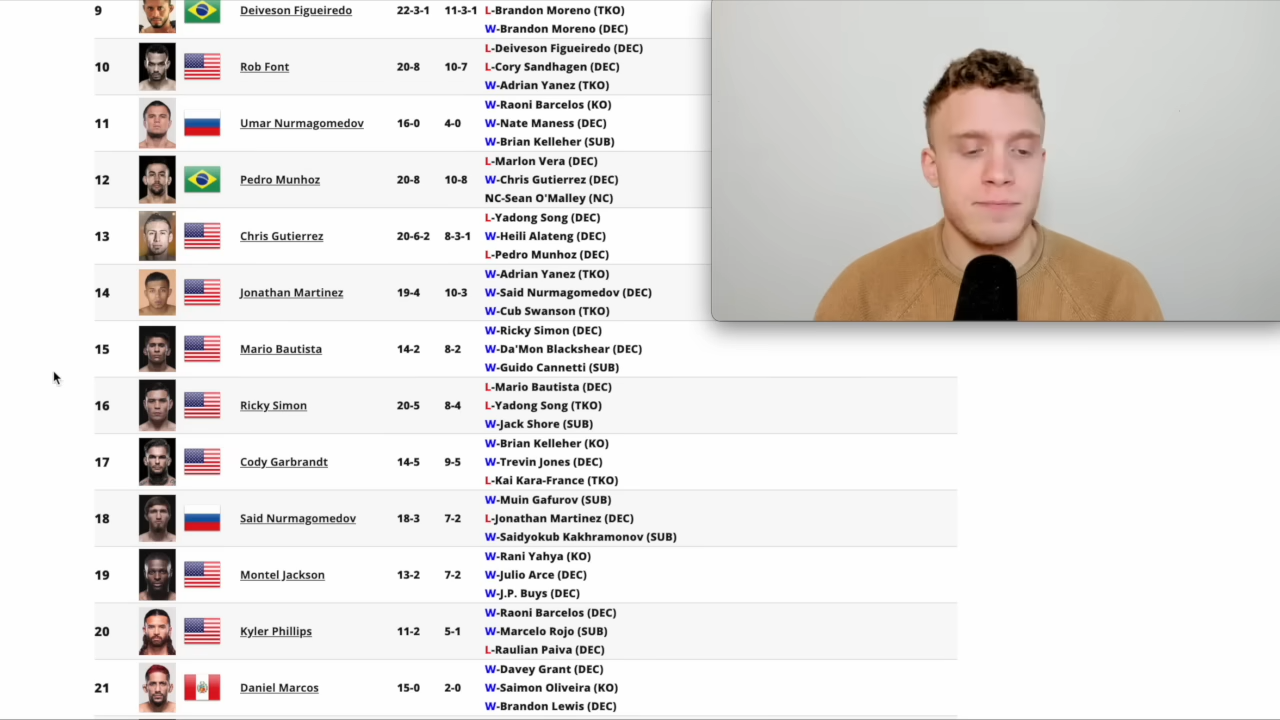 9 Deiveson Figueiredo 22-3-1 11-3-1 L-Brandon Moreno (TKO)
W-Brandon Moreno (DEC)
L-Deiveson Figueiredo (DEC)
10 Rob Font 20-8 10-7 L-Cory Sandhagen (DEC)
W-Adrian Yanez (TKO)
W-Raoni Barcelos (KO)
11 Umar Nurmagomedov 16-0 4-0 W-Nate Maness (DEC)
W-Brian Kelleher (SUB)
L-Marlon Vera (DEC)
12 Pedro Munhoz 20-8 10-8 W-Chris Gutierrez (DEC)
NC-Sean O'Malley (NC)
L-Yadong Song (DEC)
13 Chris Gutierrez 20-6-2 8-3-1 W-Heili Alateng (DEC)
L-Pedro Munhoz (DEC)
W-Adrian Yanez (TKO)
14 Jonathan Martinez 19-4 10-3 W-Said Nurmagomedov (DEC)
W-Cub Swanson (TKO)
W-Ricky Simon (DEC)
15 Mario Bautista 14-2 8-2 W-Da'Mon Blackshear (DEC)
W-Guido Cannetti (SUB)
L-Mario Bautista (DEC)
16 Ricky Simon 20-5 8-4 L-Yadong Song (TKO)
W-Jack Shore (SUB)
W-Brian Kelleher (KO)
17 Cody Garbrandt 14-5 9-5 W-Trevin Jones (DEC)
L-Kai Kara-France (TKO)
W-Muin Gafurov (SUB)
18 Said Nurmagomedov 18-3 7-2 L-Jonathan Martinez (DEC)
W-Saidyokub Kakhramonov (SUB)
W-Rani Yahya (KO)
19 Montel Jackson 13-2 7-2 W-Julio Arce (DEC)
W-J.P. Buys (DEC)
W-Raoni Barcelos (DEC)
20 Kyler Phillips 11-2 5-1 W-Marcelo Rojo (SUB)
L-Raulian Paiva (DEC)
W-Davey Grant (DEC)
21 Daniel Marcos 15-0 2-0 W-Saimon Oliveira (KO)
W-Brandon Lewis (DEC)